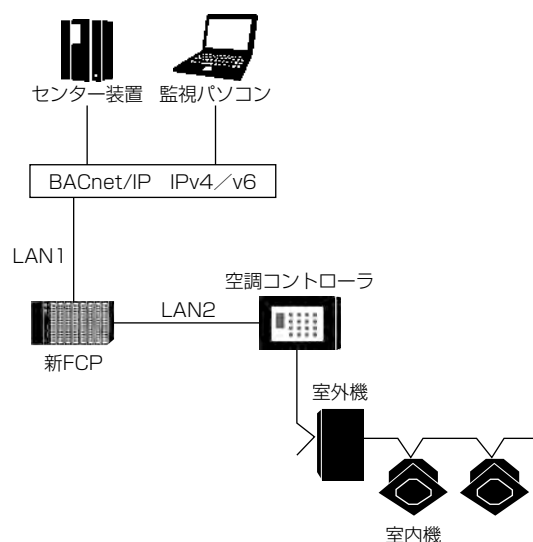 センター装置
監視パソコン
BACnet/IP IPv4／v6
LAN1
空調コントローラ
LAN2
新FCP
室外機
室内機